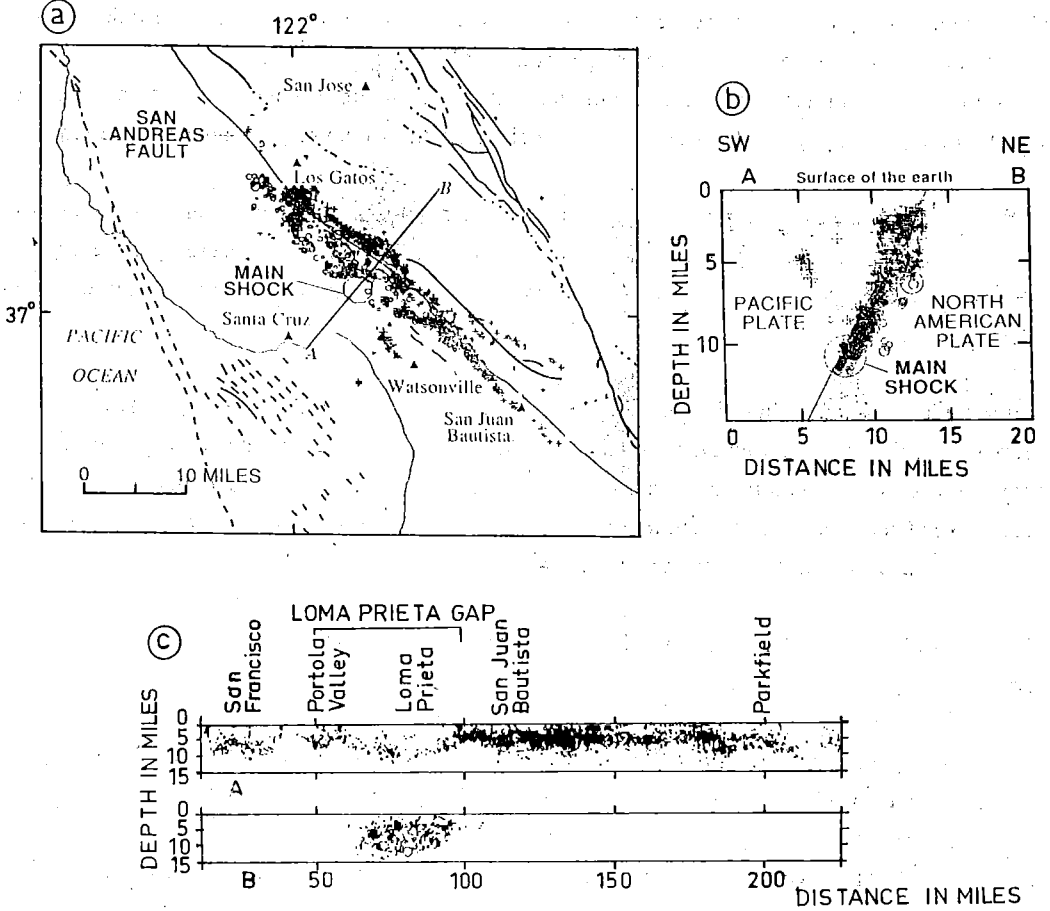 a
122°
San Jose
SAN
ANDREAS
FAULT
Los Gatos
B
MAIN
SHOCK
37°
Santa Cruz
PACIFIC
OCEAN
A
Watsonville
San Juan
Bautista
0 10 MILES
b
SW NE
A Surface of the earth B
0
5
10
DEPTH IN MILES
PACIFIC
PLATE
NORTH
AMERICAN
PLATE
MAIN
SHOCK
0 5 10 15 20
DISTANCE IN MILES
c
LOMA PRIETA GAP
San
Francisco
Portola
Valley
Loma
Prieta
San Juan
Bautista
Parkfield
DEPTH IN MILES
0
5
10
15
A
0
5
10
15
B 50 100 150 200
DISTANCE IN MILES